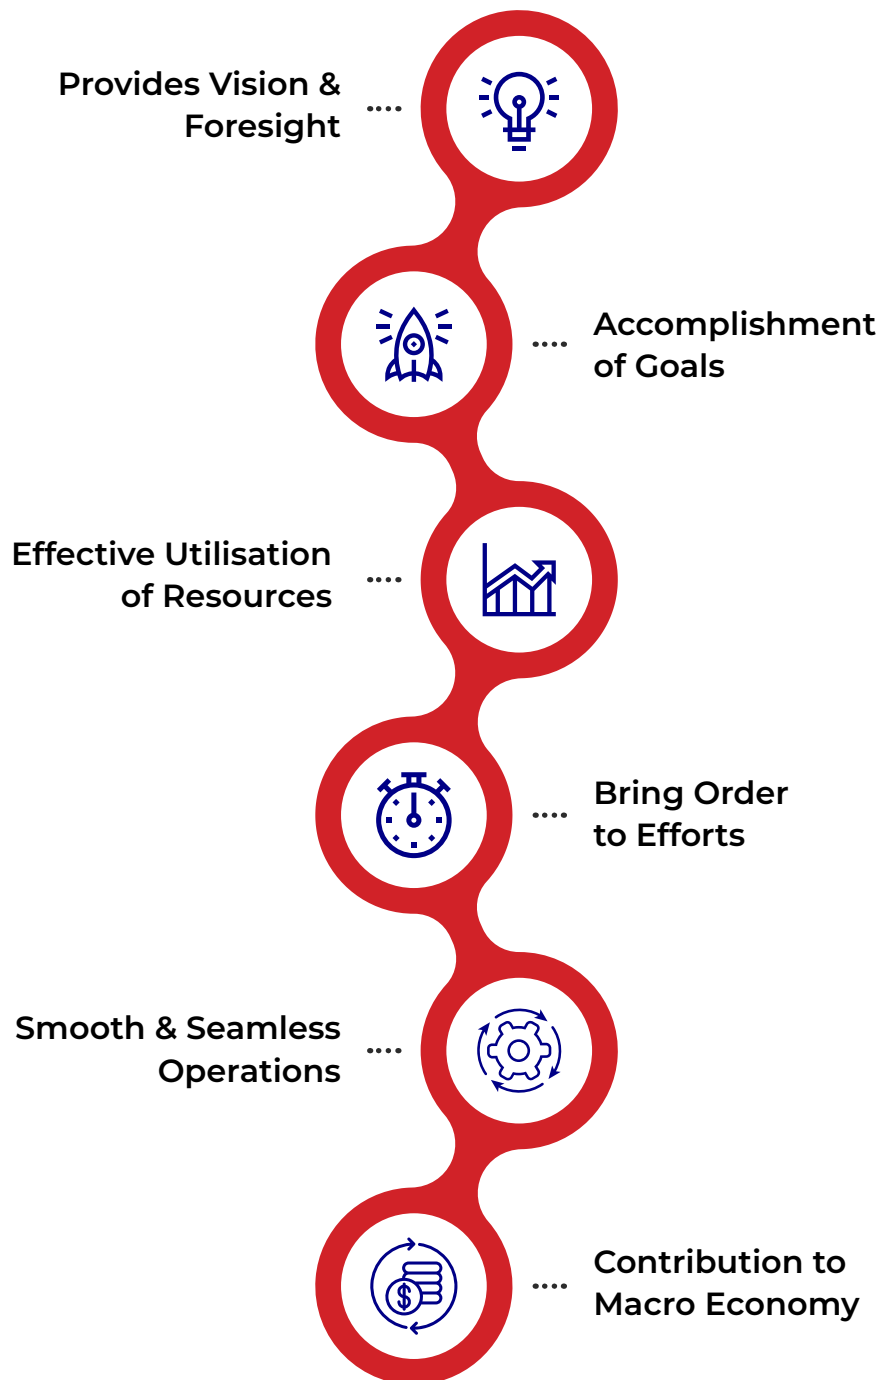 Provides Vision &
Foresight
Accomplishment
of Goals
Effective Utilisation
of Resources
Bring Order
to Efforts
Smooth & Seamless
Operations
$
Contribution to
Macro Economy